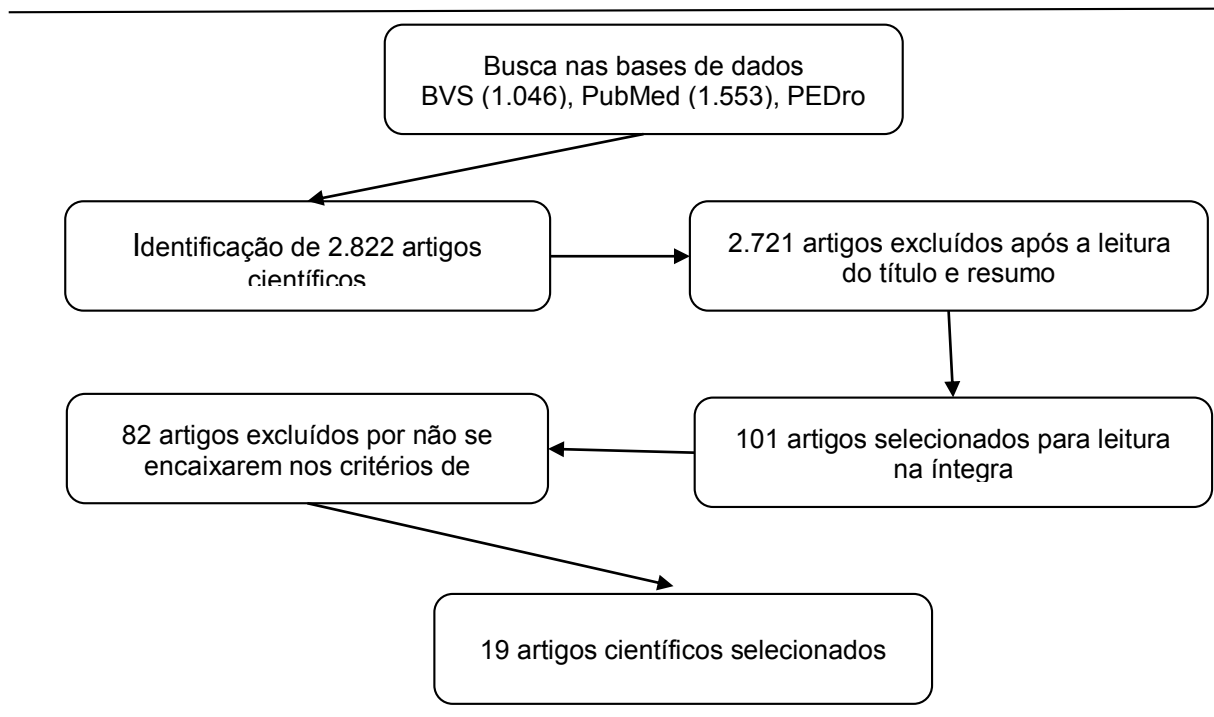 Busca nas bases de dados
BVS (1.046), PubMed (1.553), PEDro
Identificação de 2.822 artigos
científicos
2.721 artigos excluídos após a leitura
do título e resumo
101 artigos selecionados para leitura
na íntegra
82 artigos excluídos por não se
encaixarem nos critérios de
19 artigos científicos selecionados